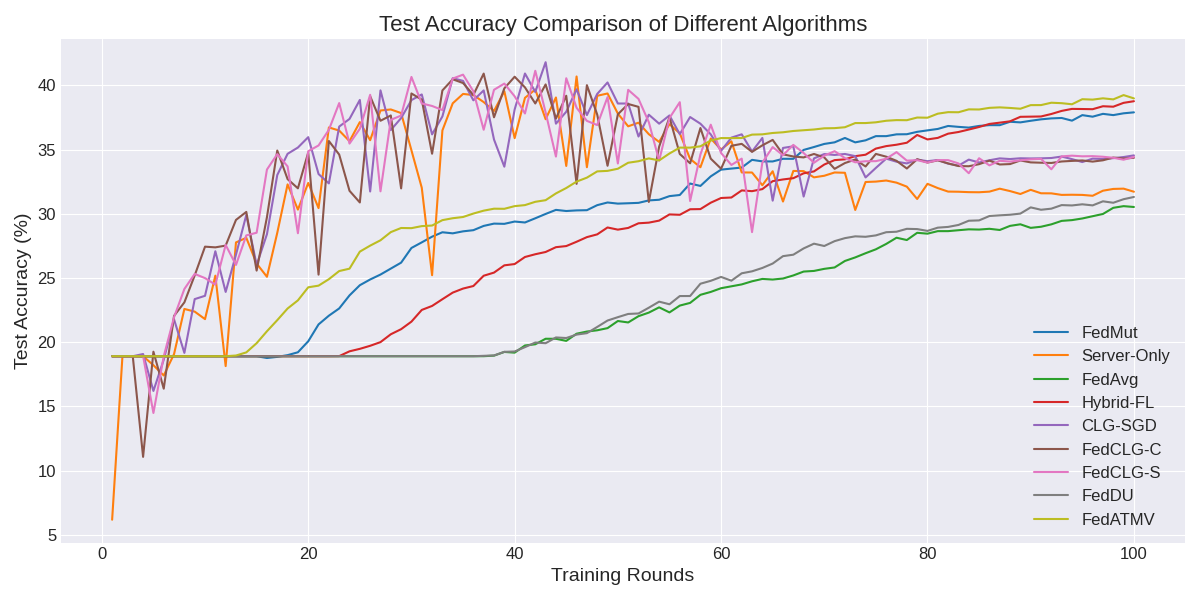 Test Accuracy Comparison of Different Algorithms
Test Accuracy (%)
40
35
30
25
20
15
10
5
0
20
40
60
80
100
Training Rounds
FedMut
Server-Only
FedAvg
Hybrid-FL
CLG-SGD
FedCLG-C
FedCLG-S
FedDU
FedATMV